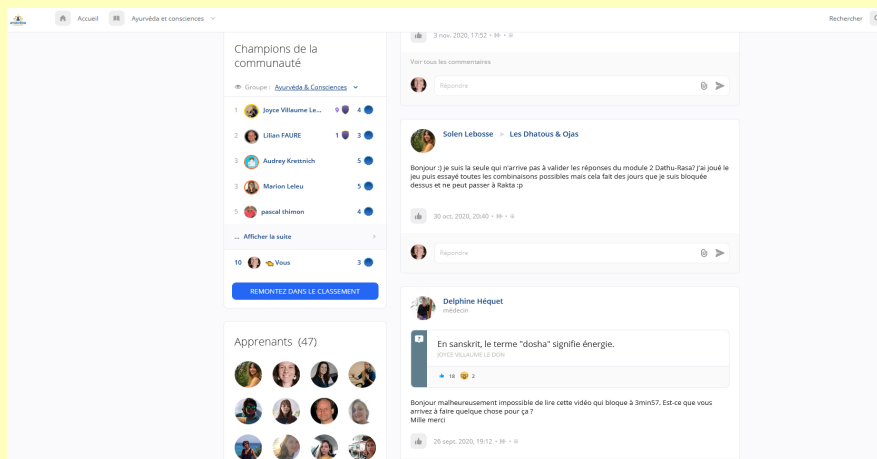 Accueil
Ayurvéda et consciences
Rechercher
Champions de la
communauté
Groupe : Ayurvéda & Consciences
1 Joyce Villaume Le... 9 4
2 Lilian FAURE 1 3
3 Audrey Krettnich 5
3 Marion Leleu 5
5 pascal thimon 4
... Afficher la suite
10 Vous 3
REMONTEZ DANS LE CLASSEMENT
Apprenants (47)
3 nov. 2020, 17:52
Voir tous les commentaires
Répondre
Solen Lebosse Les Dhatous & Ojas
Bonjour :) je suis la seule qui n'arrive pas à valider les réponses du module 2 Dathu-Rasa? J'ai joué le
jeu puis essayé toutes les combinaisons possibles mais cela fait des jours que je suis bloquée
dessus et ne peut passer à Rakta :p
30 oct. 2020, 20:40
Répondre
Delphine Héquet
médecin
En sanskrit, le terme "dosha" signifie énergie.
JOYCE VILLAUME LE DON
18 2
Bonjour malheureusement impossible de lire cette vidéo qui bloque à 3min57. Est-ce que vous
arrivez à faire quelque chose pour ça ?
Mille merci
26 sept. 2020, 19:12